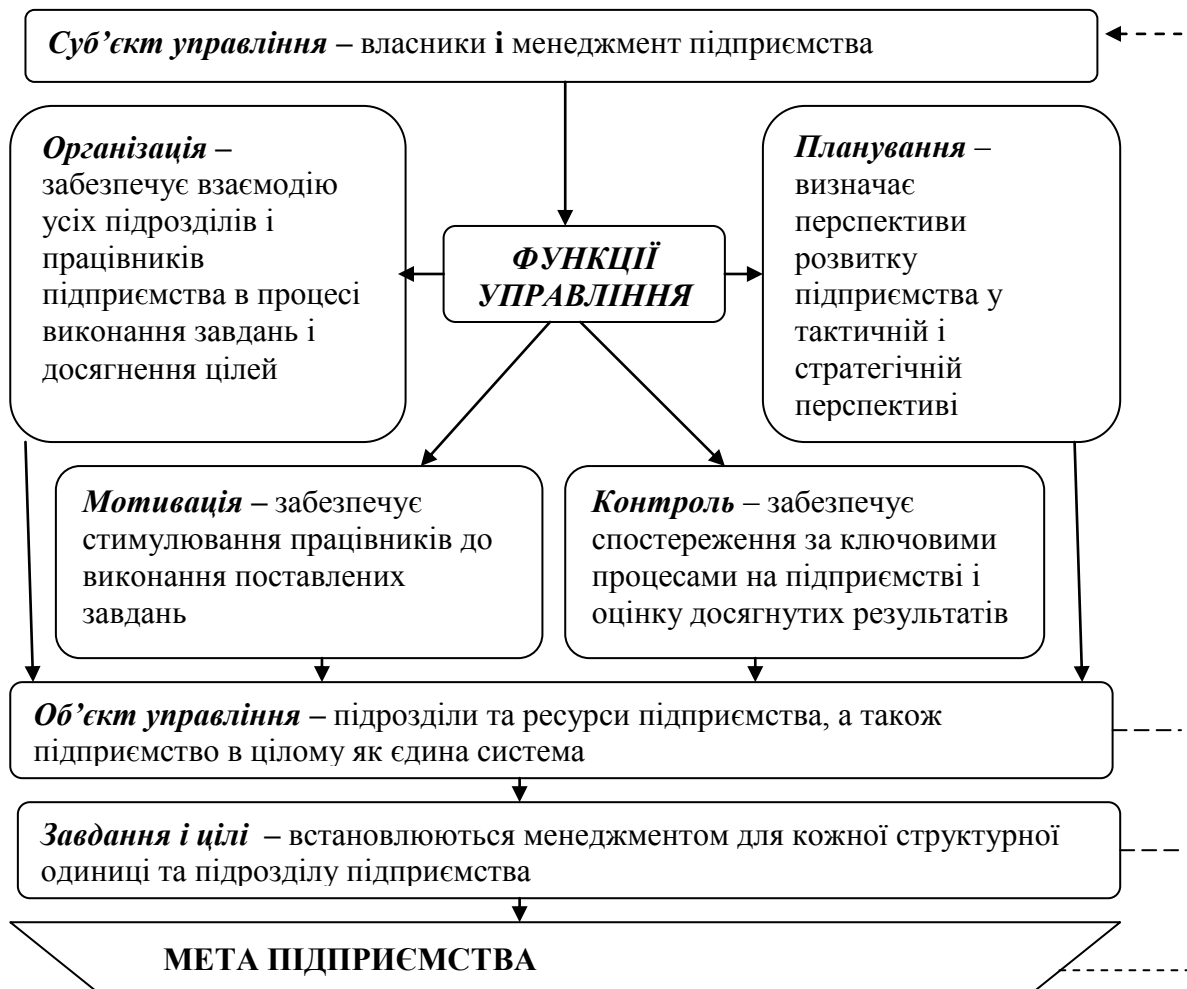 Суб’єкт управління – власники і менеджмент підприємства
Організація –
забезпечує взаємодію
усіх підрозділів і
працівників
підприємства в процесі
виконання завдань і
досягнення цілей
ФУНКЦІЇ
УПРАВЛІННЯ
Планування –
визначає
перспективи
розвитку
підприємства у
тактичній і
стратегічній
перспективі
Мотивація – забезпечує
стимулювання працівників до
виконання поставлених
завдань
Контроль – забезпечує
спостереження за ключовими
процесами на підприємстві і
оцінку досягнутих результатів
Об’єкт управління – підрозділи та ресурси підприємства, а також
підприємство в цілому як єдина система
Завдання і цілі – встановлюються менеджментом для кожної структурної
одиниці та підрозділу підприємства
МЕТА ПІДПРИЄМСТВА